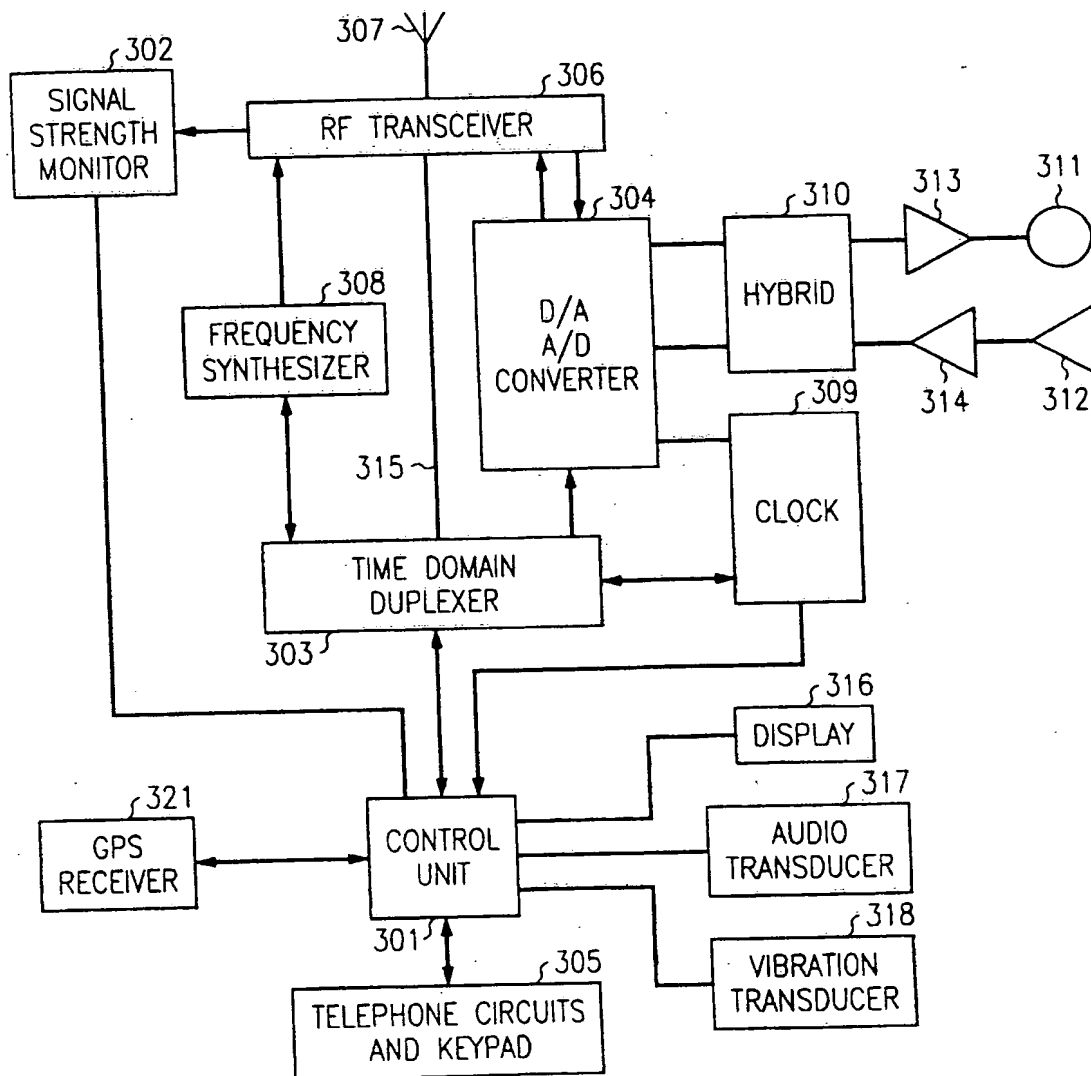 307
302
306
SIGNAL
STRENGTH
MONITOR
RF TRANSCEIVER
304
310
313
311
308
FREQUENCY
SYNTHESIZER
D/A
A/D
CONVERTER
HYBRID
314
312
309
315
CLOCK
TIME DOMAIN
DUPLEXER
303
316
DISPLAY
321
317
GPS
RECEIVER
CONTROL
UNIT
AUDIO
TRANSDUCER
301
318
305
VIBRATION
TRANSDUCER
TELEPHONE CIRCUITS
AND KEYPAD